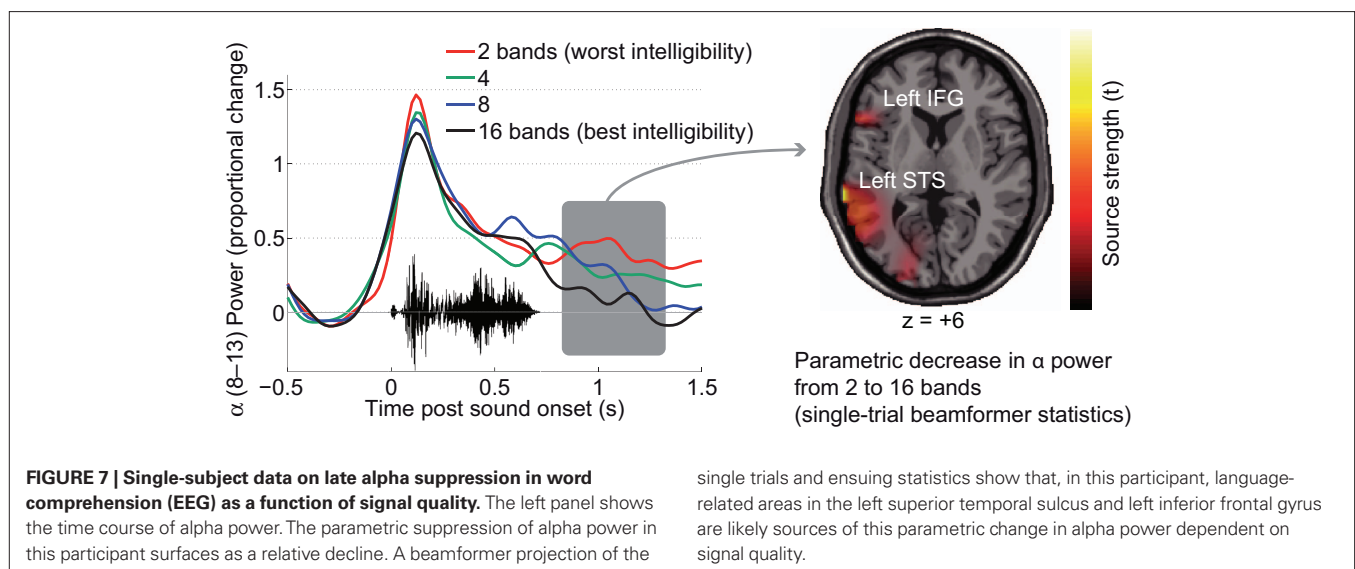 2 bands (worst intelligibility)
4
8
16 bands (best intelligibility)
α (8–13) Power (proportional change)
1.5
1
0.5
0
−0.5
0
0.5
1
1.5
Time post sound onset (s)
Left IFG
Left STS
z = +6
Source strength (t)
Parametric decrease in α power
from 2 to 16 bands
(single-trial beamformer statistics)
FIGURE 7 | Single-subject data on late alpha suppression in word
comprehension (EEG) as a function of signal quality. The left panel shows
the time course of alpha power. The parametric suppression of alpha power in
this participant surfaces as a relative decline. A beamformer projection of the
single trials and ensuing statistics show that, in this participant, language-
related areas in the left superior temporal sulcus and left inferior frontal gyrus
are likely sources of this parametric change in alpha power dependent on
signal quality.